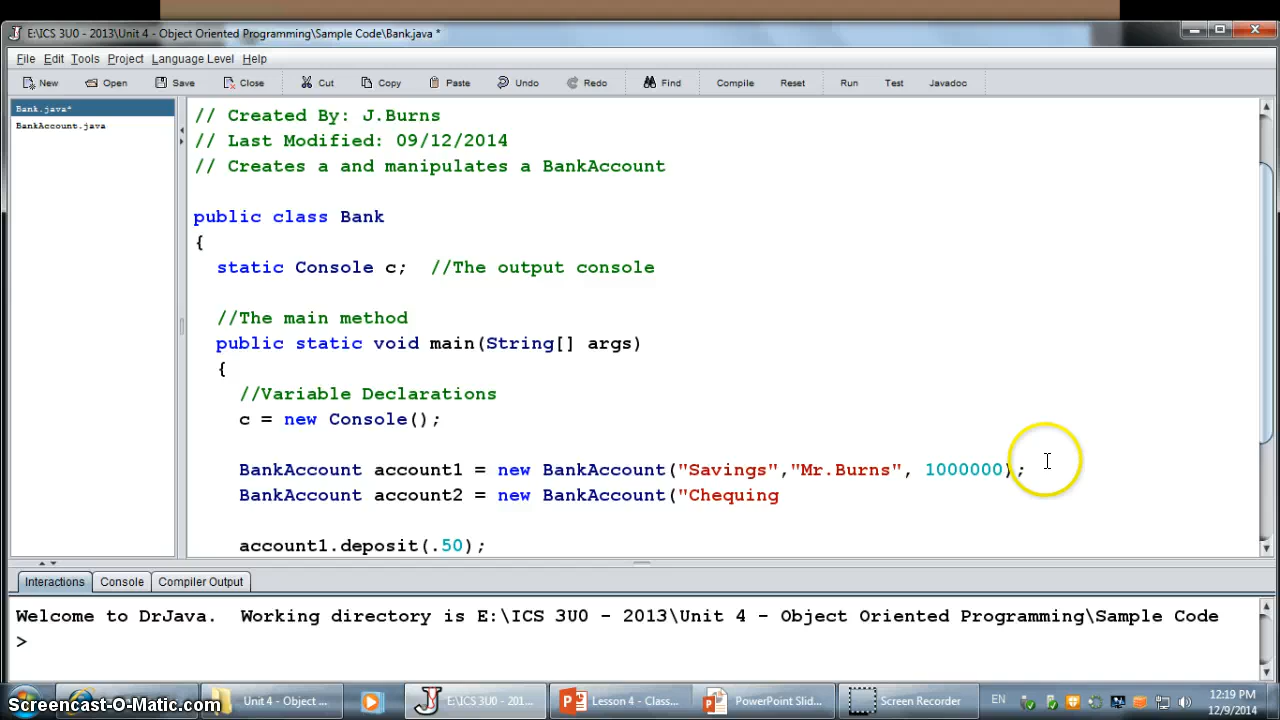 E:\ICS 3U0 - 2013\Unit 4 - Object Oriented Programming\Sample Code\Bank.java *
File Edit Tools Project Language Level Help
New Open Save Close Cut Copy Paste Undo Redo Find Compile Reset Run Test Javadoc
Bank.java*
BankAccount.java
// Created By: J.Burns
// Last Modified: 09/12/2014
// Creates a and manipulates a BankAccount
public class Bank
{
static Console c; //The output console
//The main method
public static void main(String[] args)
{
//Variable Declarations
c = new Console();
BankAccount account1 = new BankAccount("Savings","Mr.Burns", 1000000);
BankAccount account2 = new BankAccount("Chequing
account1.deposit(.50);
Interactions Console Compiler Output
Welcome to DrJava. Working directory is E:\ICS 3U0 - 2013\Unit 4 - Object Oriented Programming\Sample Code
>
Unit 4 - Object ... E:\ICS 3U0 - 201... Lesson 4 - Class... PowerPoint Slid... Screen Recorder EN 12:19 PM
12/9/2014
Screencast-O-Matic.com